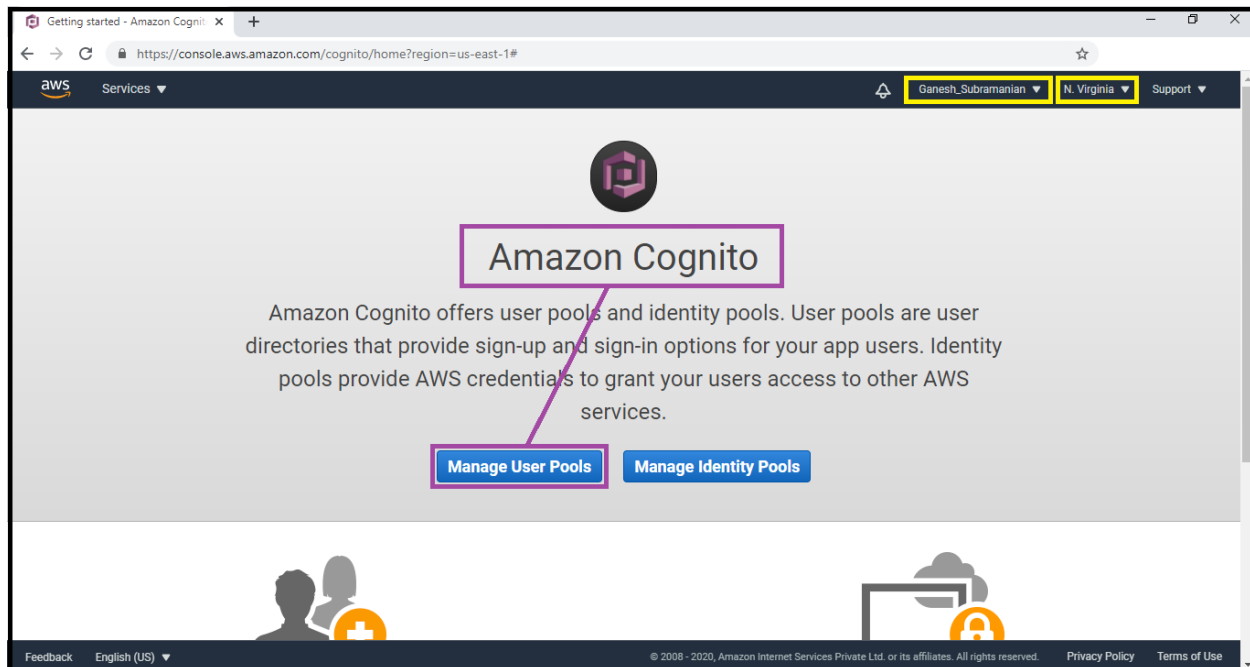 Getting started - Amazon Cognit
https://console.aws.amazon.com/cognito/home?region=us-east-1#
aws Services Ganesh_Subramanian N. Virginia Support
Amazon Cognito
Amazon Cognito offers user pools and identity pools. User pools are user
directories that provide sign-up and sign-in options for your app users. Identity
pools provide AWS credentials to grant your users access to other AWS
services.
Manage User Pools Manage Identity Pools
Feedback English (US) © 2008 - 2020, Amazon Internet Services Private Ltd. or its affiliates. All rights reserved. Privacy Policy Terms of Use